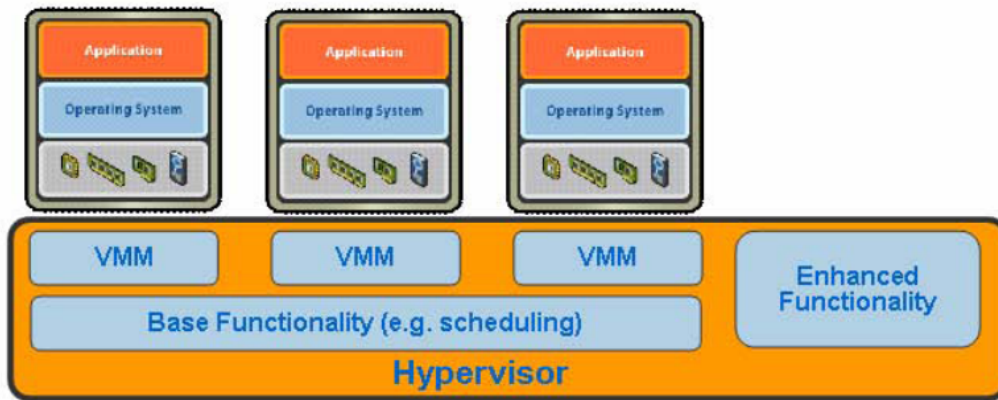 Application
Application
Application
Operating System
Operating System
Operating System
VMM
VMM
VMM
Enhanced
Functionality
Base Functionality (e.g. scheduling)
Hypervisor